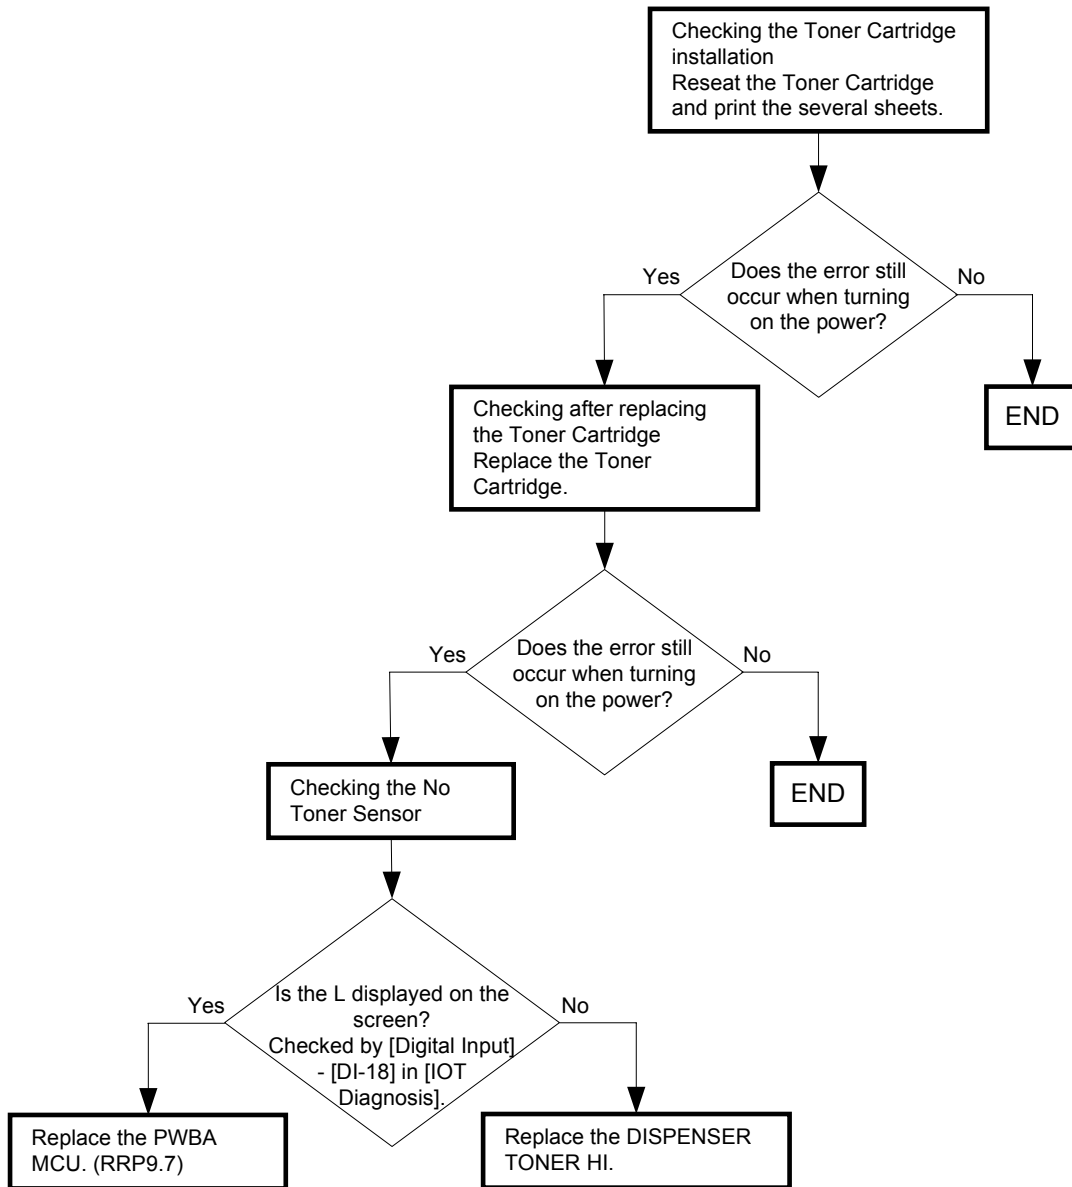 Checking the Toner Cartridge
installation
Reseat the Toner Cartridge
and print the several sheets.
Does the error still
occur when turning
on the power?
Yes
No
END
Checking after replacing
the Toner Cartridge
Replace the Toner
Cartridge.
Does the error still
occur when turning
on the power?
Yes
No
END
Checking the No
Toner Sensor
Is the L displayed on the
screen?
Checked by [Digital Input]
- [DI-18] in [IOT
Diagnosis].
Yes
No
Replace the PWBA
MCU. (RRP9.7)
Replace the DISPENSER
TONER HI.